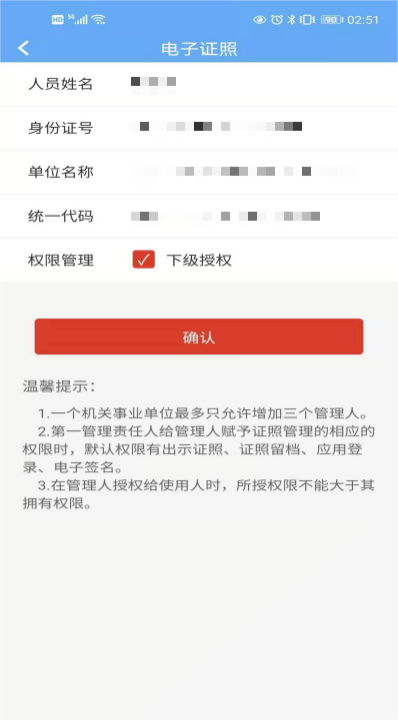 HD 5G 90 02:51
电子证照
人员姓名
身份证号
单位名称
统一代码
权限管理 下级授权
确认
温馨提示：
1.一个机关事业单位最多只允许增加三个管理人。
2.第一管理责任人给管理人赋予证照管理的相应的
权限时，默认权限有出示证照、证照留档、应用登
录、电子签名。
3.在管理人授权给使用人时，所授权限不能大于其
拥有权限。